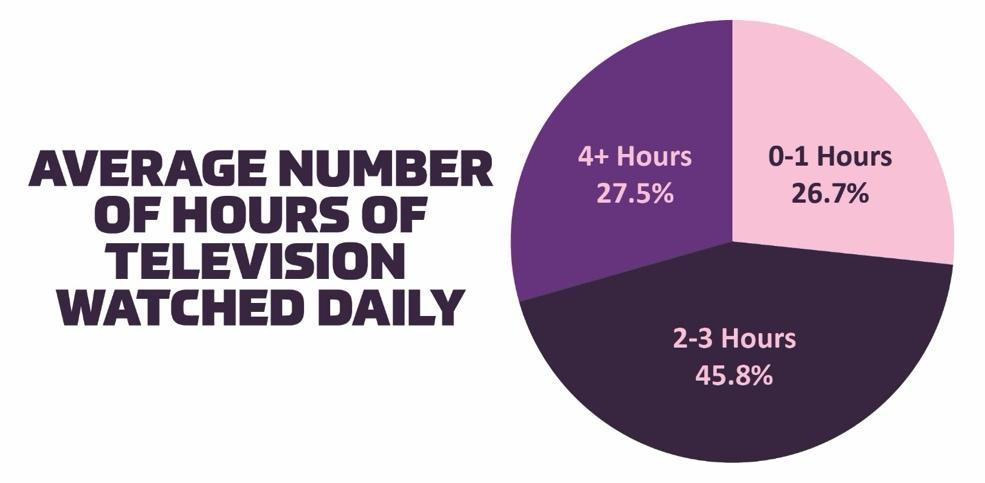 AVERAGE NUMBER
OF HOURS OF
TELEVISION
WATCHED DAILY
4+ Hours
27.5%
0-1 Hours
26.7%
2-3 Hours
45.8%